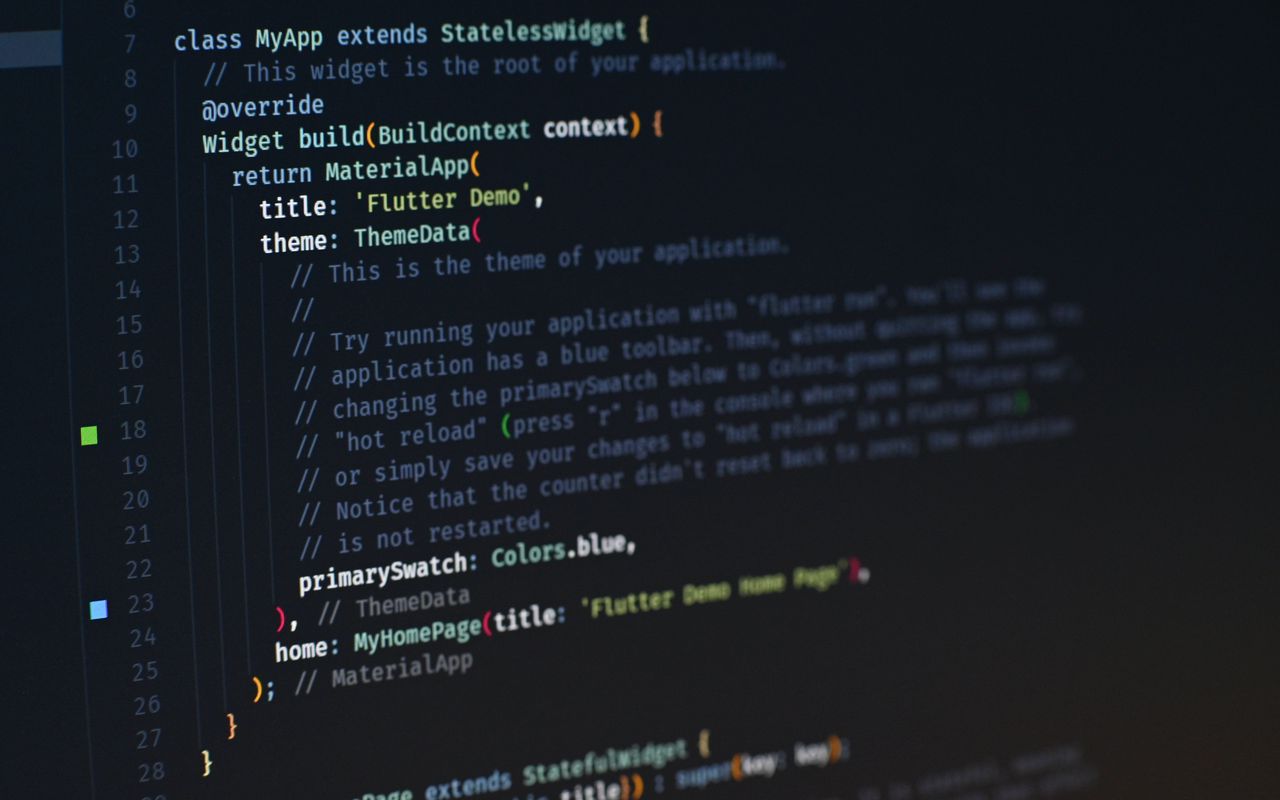 6
7 class MyApp extends StatelessWidget {
8 // This widget is the root of your application.
9 @override
10 Widget build(BuildContext context) {
11 return MaterialApp(
12 title: 'Flutter Demo',
13 theme: ThemeData(
14 // This is the theme of your application.
15 //
16 // Try running your application with "flutter run". You'll see the
17 // application has a blue toolbar. Then, without quitting the app, try
18 // changing the primarySwatch below to Colors.green and then invoke
19 // "hot reload" (press "r" in the console where you ran "flutter run",
20 // or simply save your changes to "hot reload" in a Flutter IDE).
21 // Notice that the counter didn't reset back to zero; the application
22 // is not restarted.
23 primarySwatch: Colors.blue,
24 ), // ThemeData
25 home: MyHomePage(title: 'Flutter Demo Home Page'),
26 ); // MaterialApp
27 }
28 }
Page extends StatefulWidget {
title}) : super(key: key);